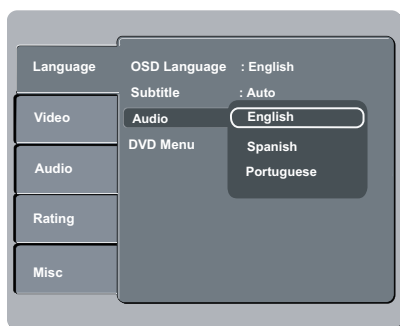 Language
Video
Audio
Rating
Misc
OSD Language : English
Subtitle : Auto
Audio
DVD Menu
English
Spanish
Portuguese